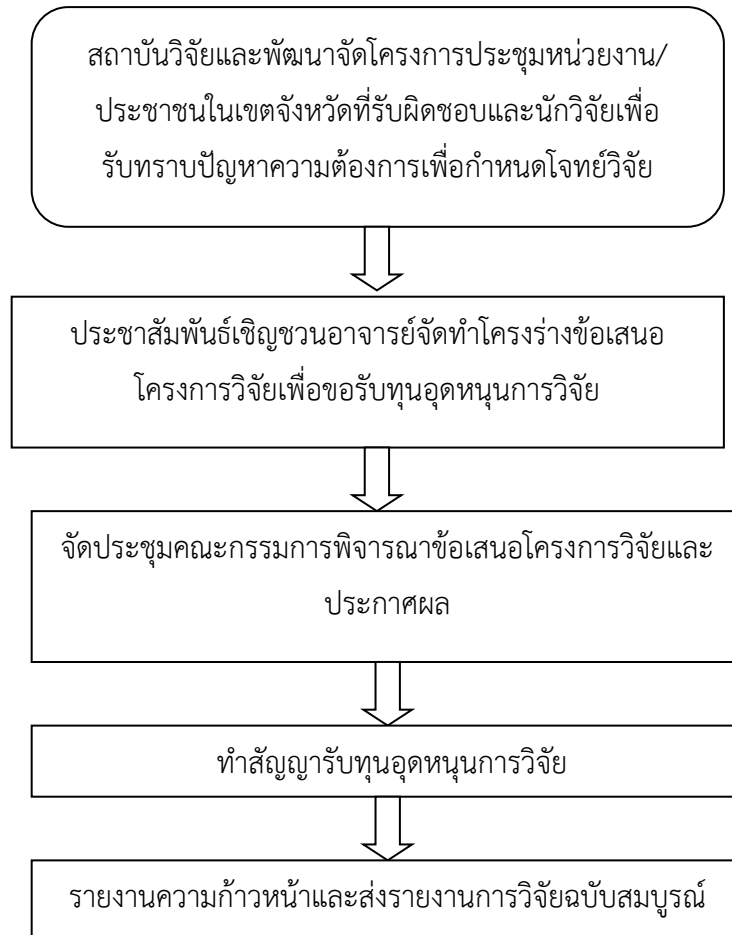 สถาบันวิจัยและพัฒนาจัดโครงการประชุมหน่วยงาน/
ประชาชนในเขตจังหวัดที่รับผิดชอบและนักวิจัยเพื่อ
รับทราบปัญหาความต้องการเพื่อกำหนดโจทย์วิจัย
ประชาสัมพันธ์เชิญชวนอาจารย์จัดทำโครงร่างข้อเสนอ
โครงการวิจัยเพื่อขอรับทุนอุดหนุนการวิจัย
จัดประชุมคณะกรรมการพิจารณาข้อเสนอโครงการวิจัยและ
ประกาศผล
ทำสัญญารับทุนอุดหนุนการวิจัย
รายงานความก้าวหน้าและส่งรายงานการวิจัยฉบับสมบูรณ์